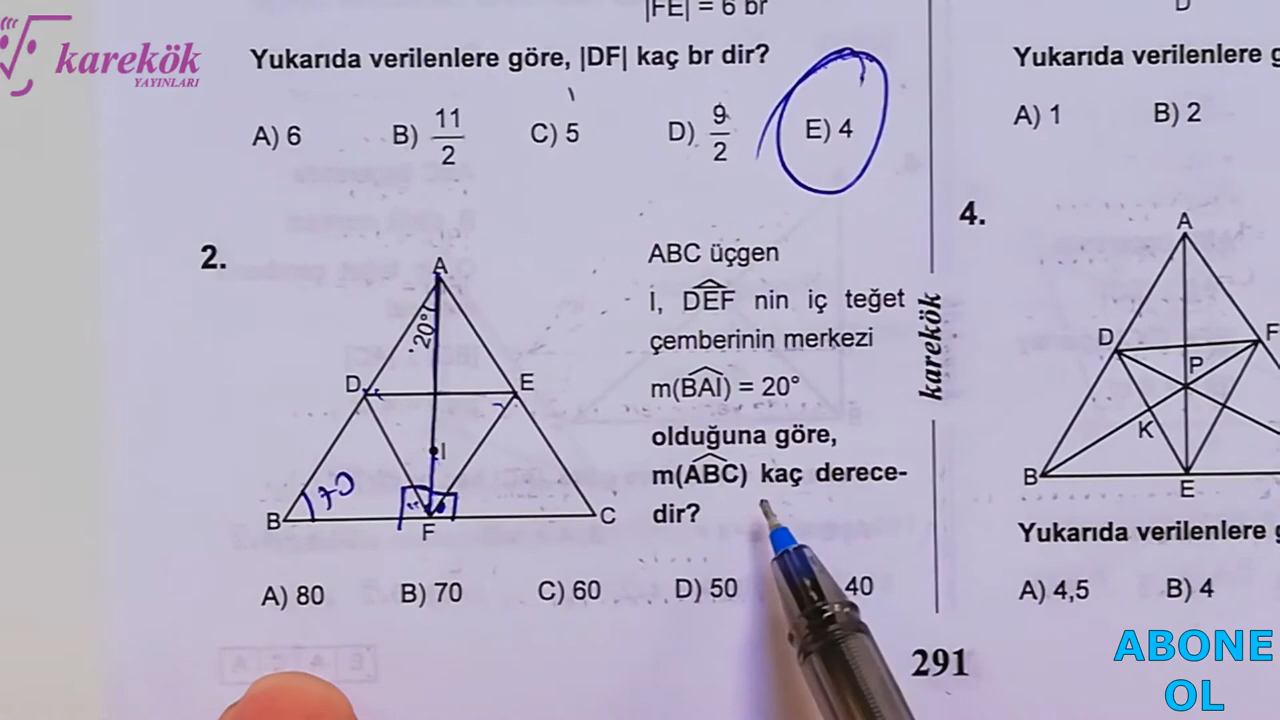 karekök
YAYINLARI
|FE| = 6 br
Yukarıda verilenlere göre, |DF| kaç br dir?
A) 6 B) 11/2 C) 5 D) 9/2 E) 4
2.
A
20°
D E
I
70
B F C
ABC üçgen
I, DEF nin iç teğet
çemberinin merkezi
m(BAI) = 20°
olduğuna göre,
m(ABC) kaç derece-
dir?
A) 80 B) 70 C) 60 D) 50 40
karekök
291
D
Yukarıda verilenlere g
A) 1 B) 2
4.
A
D F
P
K
B E
Yukarıda verilenlere g
A) 4,5 B) 4
ABONE
OL